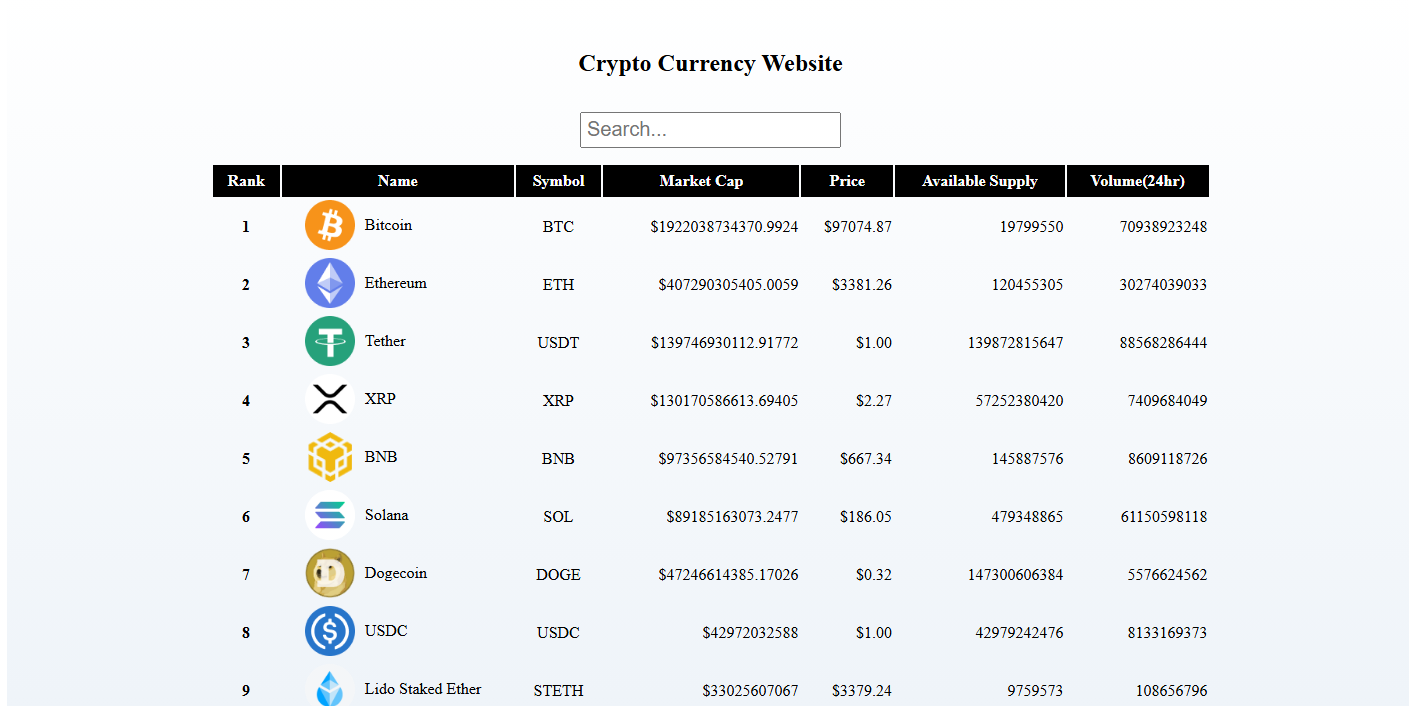 Crypto Currency Website
Search...
Rank Name Symbol Market Cap Price Available Supply Volume(24hr)
1 Bitcoin BTC $1922038734370.9924 $97074.87 19799550 70938923248
2 Ethereum ETH $407290305405.0059 $3381.26 120455305 30274039033
3 Tether USDT $139746930112.91772 $1.00 139872815647 88568286444
4 XRP XRP $130170586613.69405 $2.27 57252380420 7409684049
5 BNB BNB $97356584540.52791 $667.34 145887576 8609118726
6 Solana SOL $89185163073.2477 $186.05 479348865 61150598118
7 Dogecoin DOGE $47246614385.17026 $0.32 147300606384 5576624562
8 USDC USDC $42972032588 $1.00 42979242476 8133169373
9 Lido Staked Ether STETH $33025607067 $3379.24 9759573 108656796